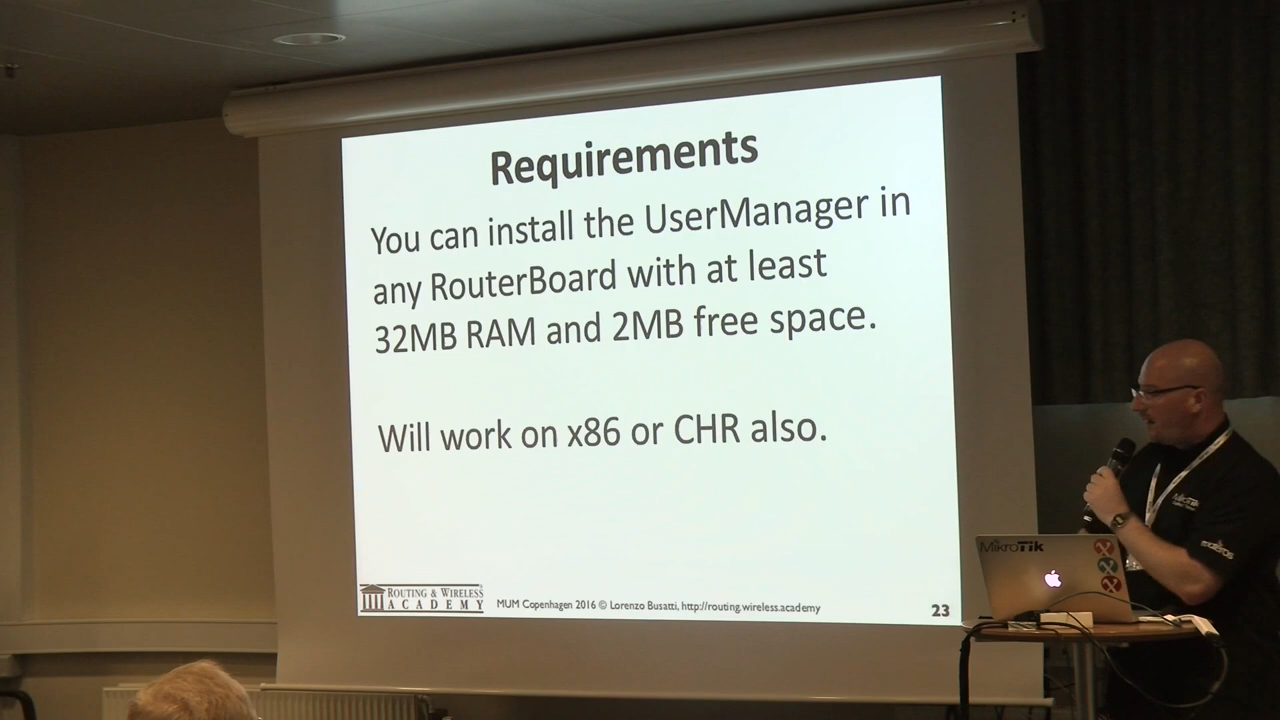 Requirements
You can install the UserManager in
any RouterBoard with at least
32MB RAM and 2MB free space.
Will work on x86 or CHR also.
ROUTING & WIRELESS
ACADEMY
MUM Copenhagen 2016 © Lorenzo Busatti, http://routing.wireless.academy
23
MikroTik